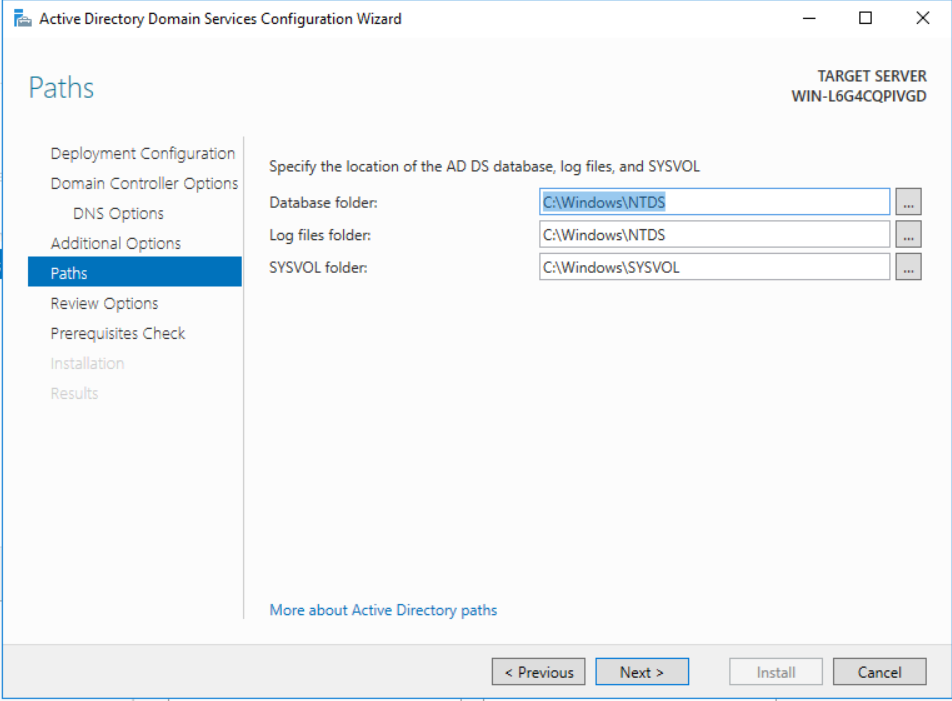 Active Directory Domain Services Configuration Wizard
Paths
TARGET SERVER
WIN-L6G4CQPIVGD
Deployment Configuration
Domain Controller Options
DNS Options
Additional Options
Paths
Review Options
Prerequisites Check
Installation
Results
Specify the location of the AD DS database, log files, and SYSVOL
Database folder: C:\Windows\NTDS ...
Log files folder: C:\Windows\NTDS ...
SYSVOL folder: C:\Windows\SYSVOL ...
More about Active Directory paths
< Previous Next > Install Cancel